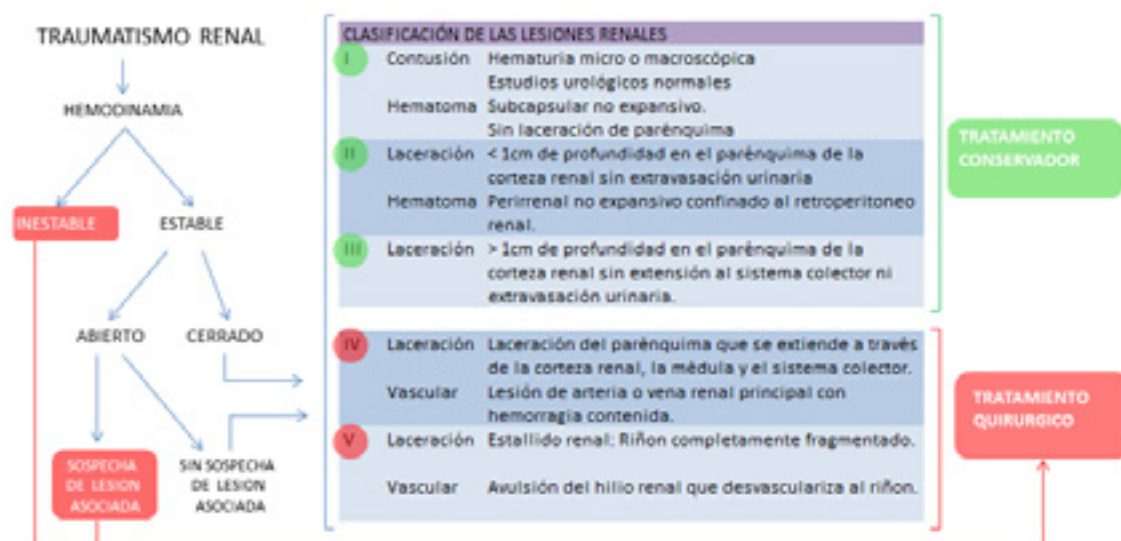 TRAUMATISMO RENAL
HEMODINAMIA
INESTABLE
ESTABLE
ABIERTO
CERRADO
SOSPECHA
DE LESION
ASOCIADA
SIN SOSPECHA
DE LESION
ASOCIADA
CLASIFICACIÓN DE LAS LESIONES RENALES
I Contusión Hematuria micro o macroscópica
Estudios urológicos normales
Hematoma Subcapsular no expansivo.
Sin laceración de parénquima
II Laceración < 1cm de profundidad en el parénquima de la
corteza renal sin extravasación urinaria
Hematoma Perirrenal no expansivo confinado al retroperitoneo
renal.
III Laceración > 1cm de profundidad en el parénquima de la
corteza renal sin extensión al sistema colector ni
extravasación urinaria.
IV Laceración Laceración del parénquima que se extiende a través
de la corteza renal, la médula y el sistema colector.
Vascular Lesión de arteria o vena renal principal con
hemorragia contenida.
V Laceración Estallido renal: Riñon completamente fragmentado.
Vascular Avulsión del hilio renal que desvasculariza al riñon.
TRATAMIENTO
CONSERVADOR
TRATAMIENTO
QUIRURGICO